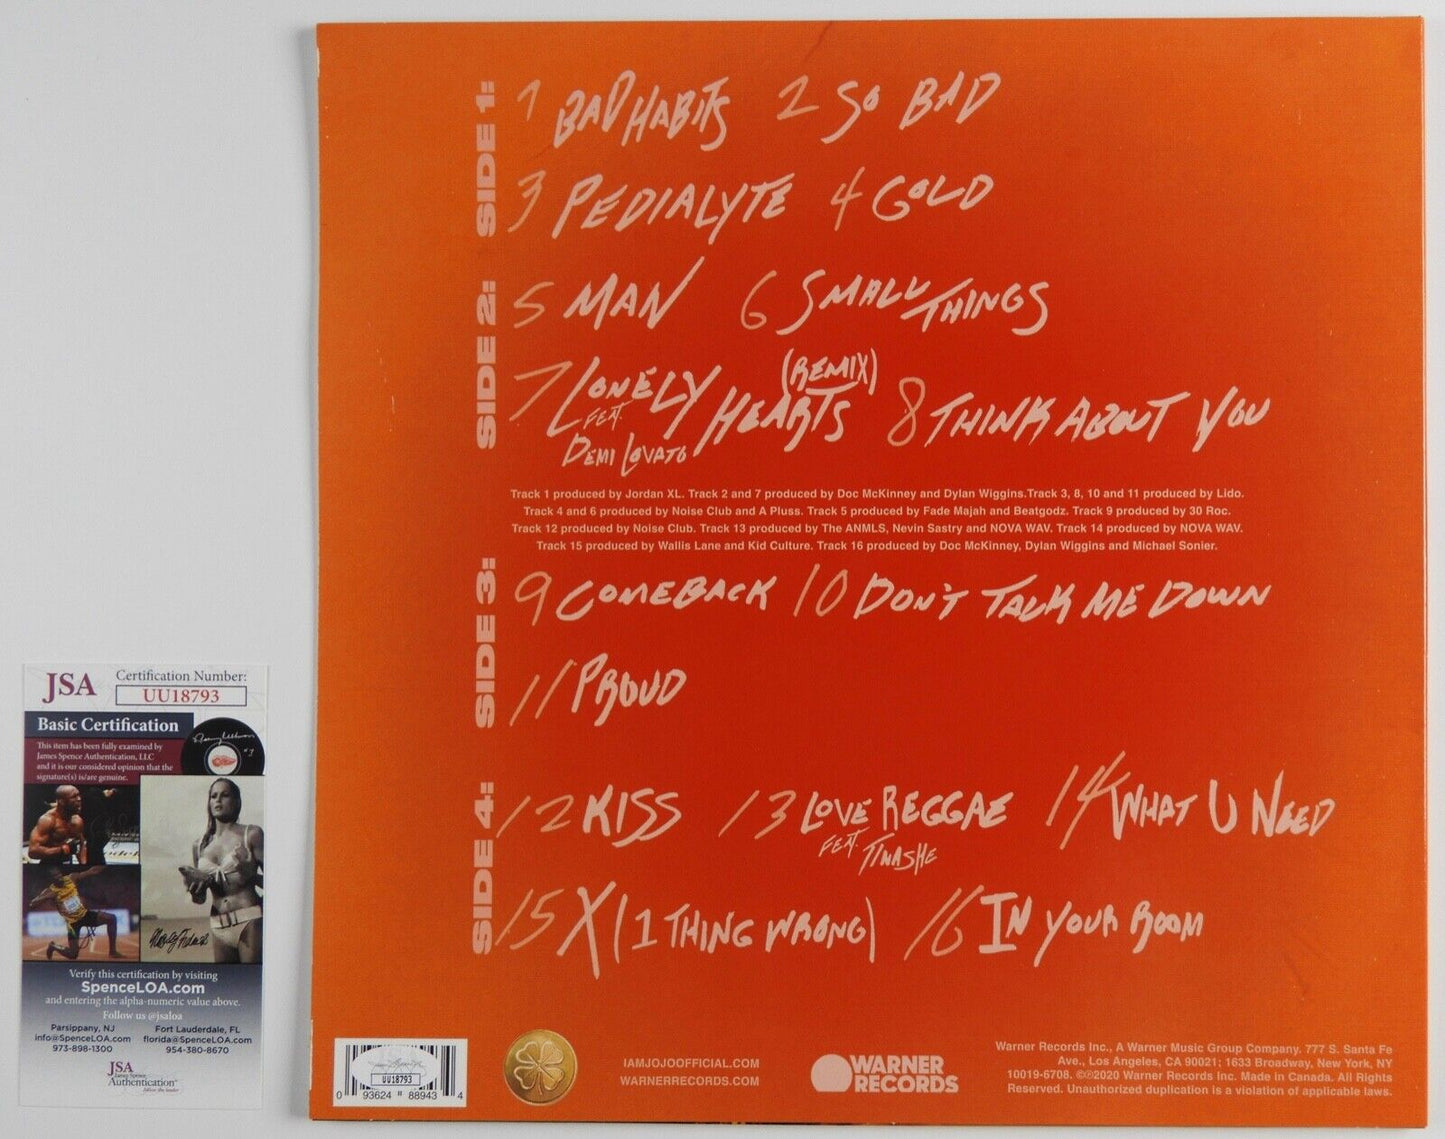 SIDE 1:
1 BAD HABITS 2 SO BAD
3 PEDIALYTE 4 GOLD
SIDE 2:
5 MAN 6 SMALL THINGS
7 LONELY HEARTS (REMIX) 8 THINK ABOUT YOU
FEAT.
DEMI LOVATO
Track 1 produced by Jordan XL. Track 2 and 7 produced by Doc McKinney and Dylan Wiggins.Track 3, 8, 10 and 11 produced by Lido.
Track 4 and 6 produced by Noise Club and A Pluss. Track 5 produced by Fade Majah and Beatgodz. Track 9 produced by 30 Roc.
Track 12 produced by Noise Club. Track 13 produced by The ANMLS, Nevin Sastry and NOVA WAV. Track 14 produced by NOVA WAV.
Track 15 produced by Wallis Lane and Kid Culture. Track 16 produced by Doc McKinney, Dylan Wiggins and Michael Sonier.
SIDE 3:
9 COMEBACK 10 DON'T TALK ME DOWN
11 PROUD
SIDE 4:
12 KISS 13 LOVE REGGAE 14 WHAT U NEED
FEAT. TINASHE
15 X (1 THING WRONG) 16 IN YOUR ROOM
UU18793
0 93624 88943 4
IAMJOJOOFFICIAL.COM
WARNERRECORDS.COM
WARNER
RECORDS
Warner Records Inc., A Warner Music Group Company. 777 S. Santa Fe
Ave., Los Angeles, CA 90021; 1633 Broadway, New York, NY
10019-6708. ©℗2020 Warner Records Inc. Made in Canada. All Rights
Reserved. Unauthorized duplication is a violation of applicable laws.
JSA
Certification Number:
UU18793
Basic Certification
This item has been fully examined by
James Spence Authentication, LLC
and it is our considered opinion that the
signature(s) is/are genuine.
Verify this certification by visiting
SpenceLOA.com
and entering the alpha-numeric value above.
Follow us @jsaloa
Parsippany, NJ Fort Lauderdale, FL
info@SpenceLOA.com florida@SpenceLOA.com
973-898-1300 954-380-8670
JSA
James Spence
Authentication